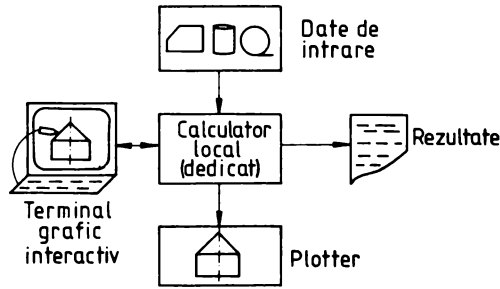 Date de
intrare
Calculator
local
(dedicat)
Rezultate
Terminal
grafic
interactiv
Plotter